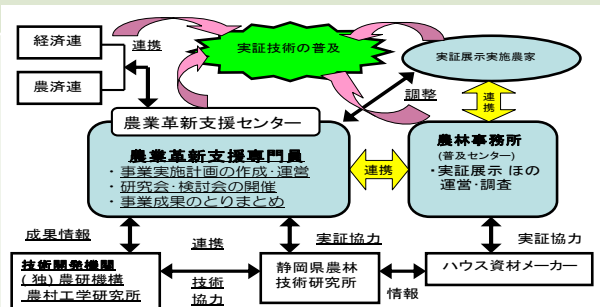 経済連
連携
実証技術の普及
実証展示実施農家
農済連
調整
連携
農業革新支援センター
農業革新支援専門員
・事業実施計画の作成・運営
・研究会・検討会の開催
・事業成果のとりまとめ
連携
農林事務所
(普及センター)
・実証展示 ほの
運営・調査
成果情報
連携
実証協力
実証協力
技術開発機関
(独)農研機構
農村工学研究所
技術
協力
静岡県農林
技術研究所
情報
ハウス資材メーカー